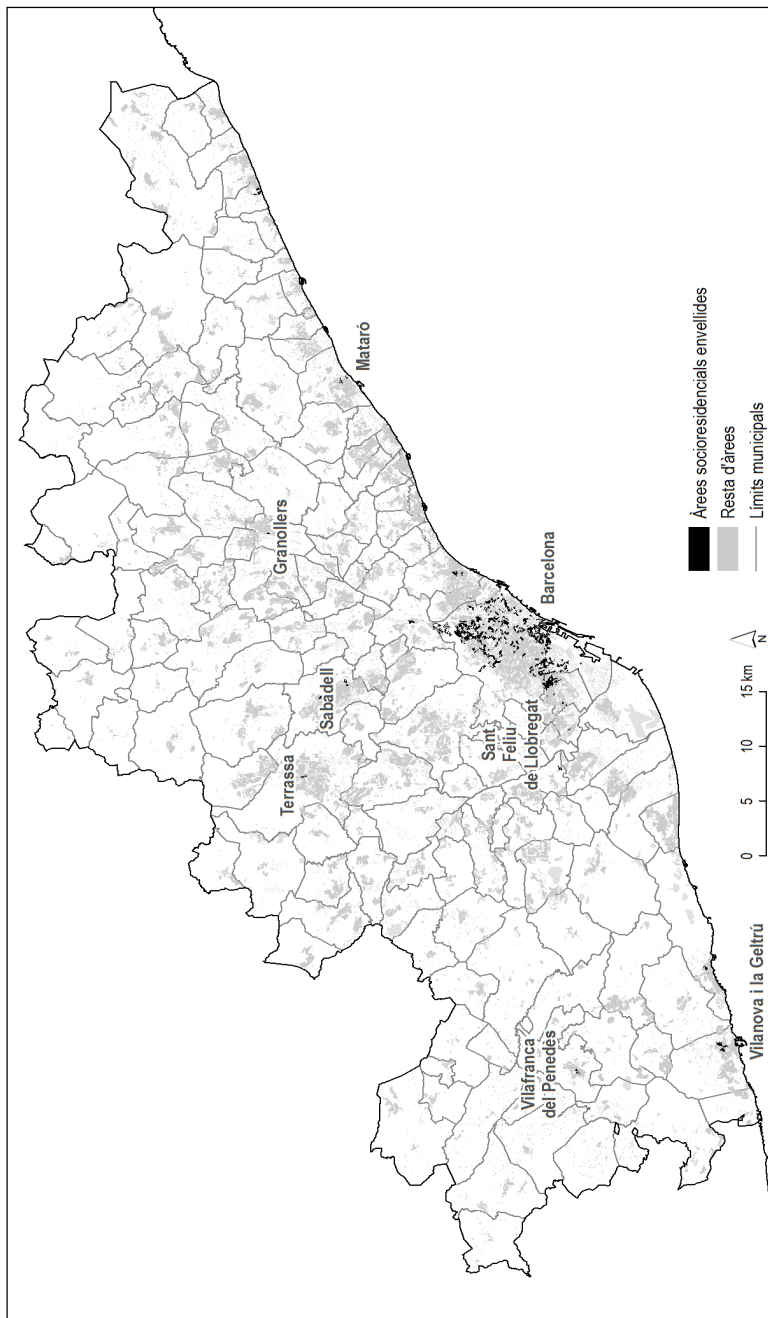 Granollers
Mataró
Terrassa
Sabadell
Sant
Feliu
de Llobregat
Barcelona
Vilafranca
del Penedès
Vilanova i la Geltrú
0 5 10 15 km
N
Àrees socioresidencials envellides
Resta d'àrees
Límits municipals